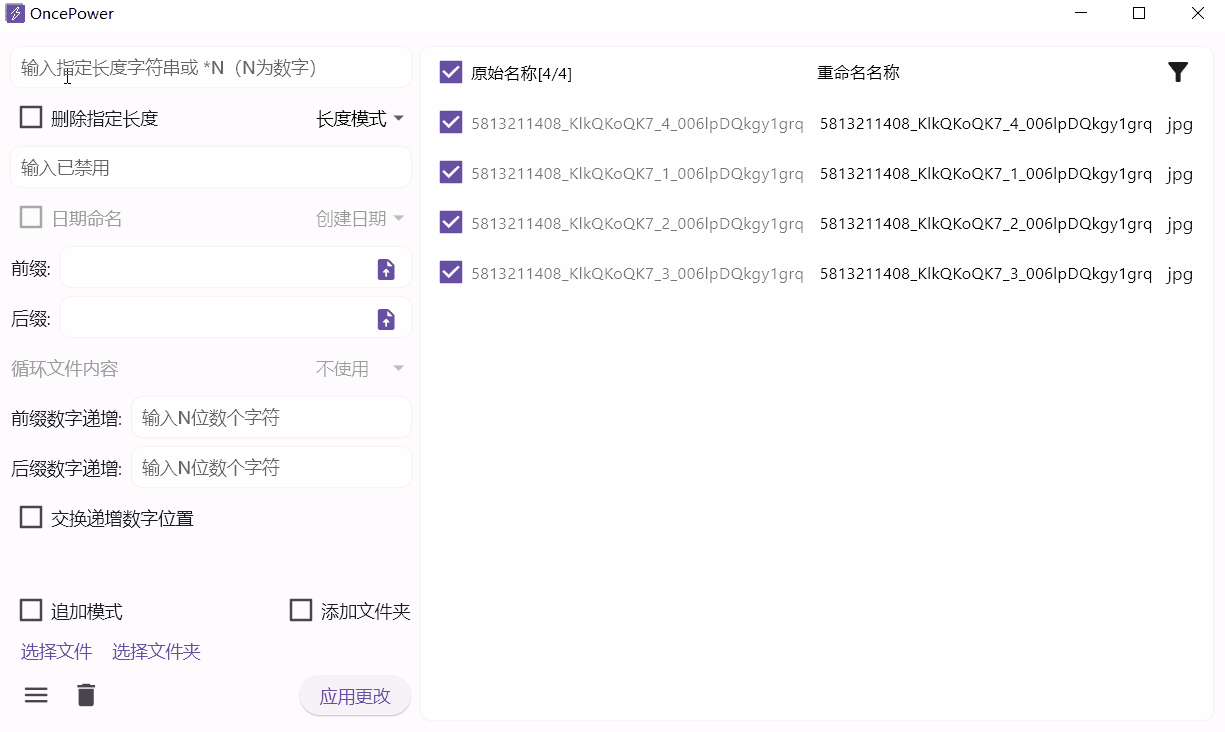 OncePower
输入指定长度字符串或 *N（N为数字）
删除指定长度 长度模式
输入已禁用
日期命名 创建日期
前缀:
后缀:
循环文件内容 不使用
前缀数字递增: 输入N位数个字符
后缀数字递增: 输入N位数个字符
交换递增数字位置
追加模式 添加文件夹
选择文件 选择文件夹
应用更改
原始名称[4/4] 重命名名称
5813211408_KlkQKoQK7_4_006lpDQkgy1grq 5813211408_KlkQKoQK7_4_006lpDQkgy1grq jpg
5813211408_KlkQKoQK7_1_006lpDQkgy1grq 5813211408_KlkQKoQK7_1_006lpDQkgy1grq jpg
5813211408_KlkQKoQK7_2_006lpDQkgy1grq 5813211408_KlkQKoQK7_2_006lpDQkgy1grq jpg
5813211408_KlkQKoQK7_3_006lpDQkgy1grq 5813211408_KlkQKoQK7_3_006lpDQkgy1grq jpg